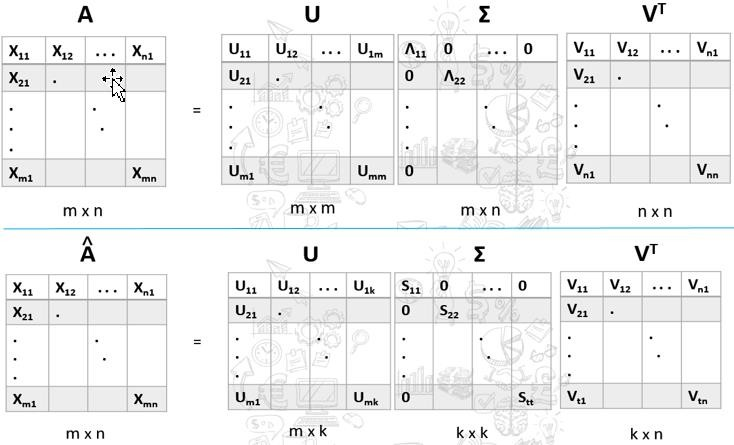 A U Σ Vᵀ
X₁₁ X₁₂ ... Xₙ₁ U₁₁ U₁₂ ... U₁ₘ Λ₁₁ 0 ... 0 V₁₁ V₁₂ ... Vₙ₁
X₂₁ . U₂₁ . 0 Λ₂₂ V₂₁ .
. . . . . . . .
. . = . . . . . .
. . . .
Xₘ₁ Xₘₙ Uₘ₁ Uₘₘ 0 Vₙ₁ Vₙₙ
m x n m x m m x n n x n
Â U Σ Vᵀ
X₁₁ X₁₂ ... Xₙ₁ U₁₁ U₁₂ ... U₁ₖ S₁₁ 0 ... 0 V₁₁ V₁₂ ... Vₙ₁
X₂₁ . U₂₁ . 0 S₂₂ V₂₁ .
. . . . . . . .
. . = . . . . . .
. . . .
Xₘ₁ Xₘₙ Uₘ₁ Uₘₖ 0 Sₜₜ Vₜ₁ Vₜₙ
m x n m x k k x k k x n